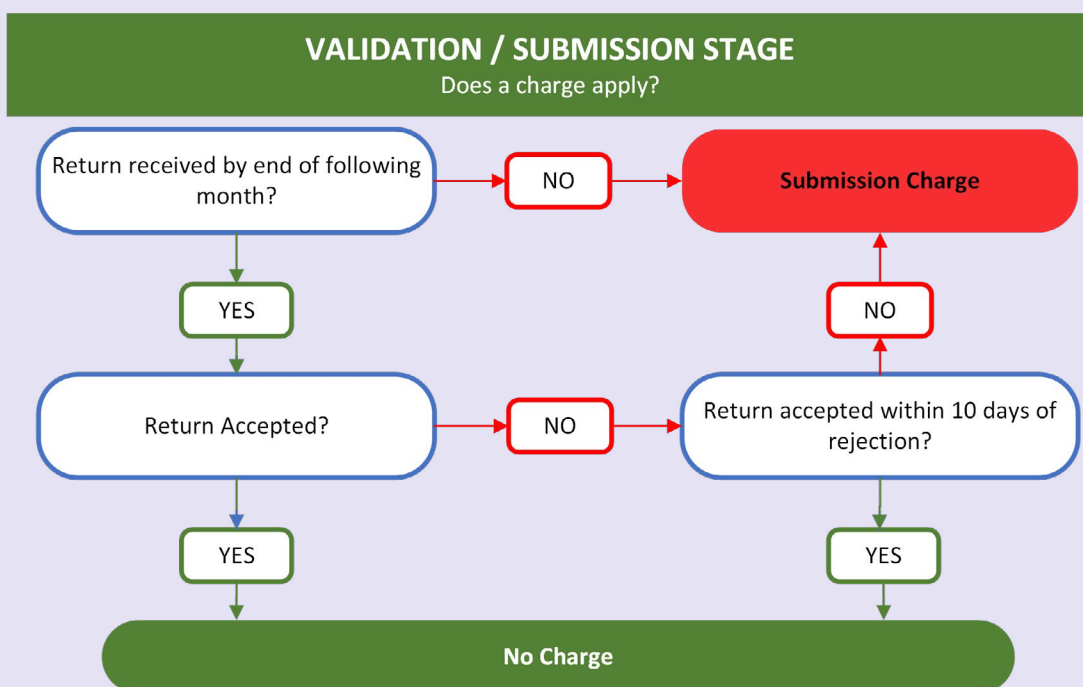 VALIDATION / SUBMISSION STAGE
Does a charge apply?
Return received by end of following
month?
NO
Submission Charge
YES
NO
Return Accepted?
NO
Return accepted within 10 days of
rejection?
YES
YES
No Charge